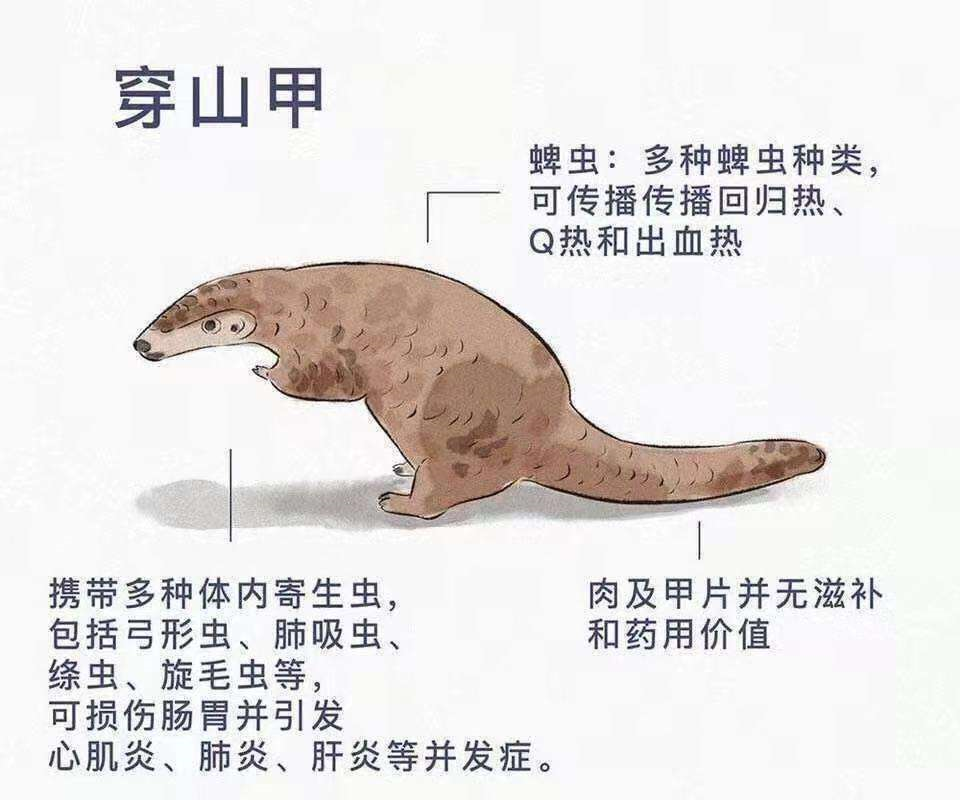 穿山甲
蜱虫：多种蜱虫种类，
可传播传播回归热、
Q热和出血热
携带多种体内寄生虫，
包括弓形虫、肺吸虫、
绦虫、旋毛虫等，
可损伤肠胃并引发
心肌炎、肺炎、肝炎等并发症。
肉及甲片并无滋补
和药用价值